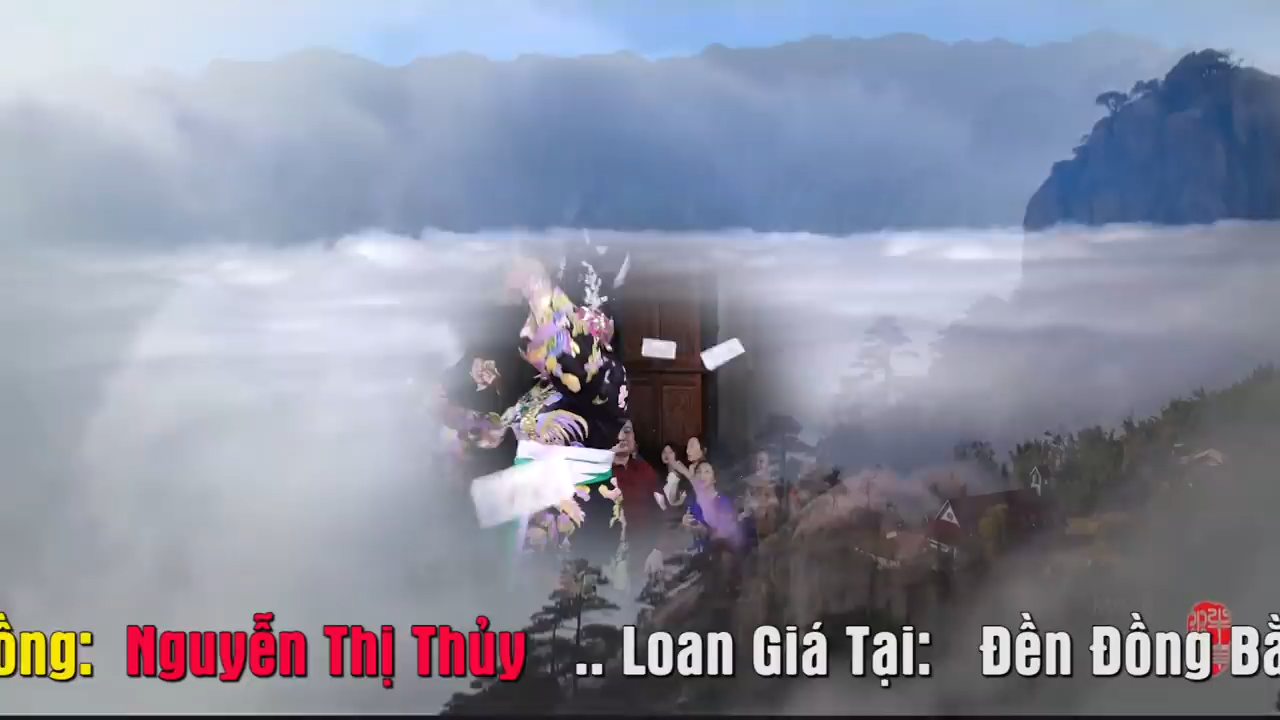 ồng: Nguyễn Thị Thủy .. Loan Giá Tại: Đền Đồng Bằ